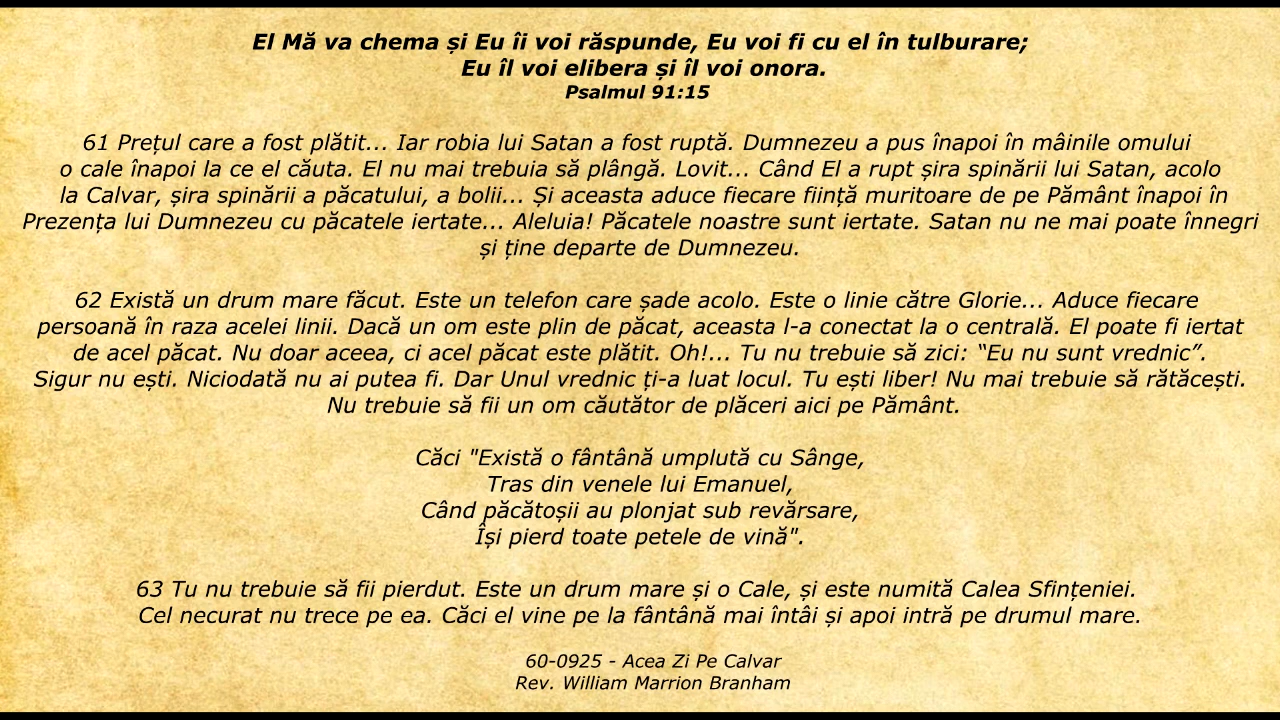 El Mă va chema și Eu îi voi răspunde, Eu voi fi cu el în tulburare;
Eu îl voi elibera și îl voi onora.
Psalmul 91:15
61 Prețul care a fost plătit... Iar robia lui Satan a fost ruptă. Dumnezeu a pus înapoi în mâinile omului
o cale înapoi la ce el căuta. El nu mai trebuia să plângă. Lovit... Când El a rupt șira spinării lui Satan, acolo
la Calvar, șira spinării a păcatului, a bolii... Și aceasta aduce fiecare ființă muritoare de pe Pământ înapoi în
Prezența lui Dumnezeu cu păcatele iertate... Aleluia! Păcatele noastre sunt iertate. Satan nu ne mai poate înnegri
și ține departe de Dumnezeu.
62 Există un drum mare făcut. Este un telefon care șade acolo. Este o linie către Glorie... Aduce fiecare
persoană în raza acelei linii. Dacă un om este plin de păcat, aceasta l-a conectat la o centrală. El poate fi iertat
de acel păcat. Nu doar aceea, ci acel păcat este plătit. Oh!... Tu nu trebuie să zici: “Eu nu sunt vrednic”.
Sigur nu ești. Niciodată nu ai putea fi. Dar Unul vrednic ți-a luat locul. Tu ești liber! Nu mai trebuie să rătăcești.
Nu trebuie să fii un om căutător de plăceri aici pe Pământ.
Căci "Există o fântână umplută cu Sânge,
Tras din venele lui Emanuel,
Când păcătoșii au plonjat sub revărsare,
Își pierd toate petele de vină".
63 Tu nu trebuie să fii pierdut. Este un drum mare și o Cale, și este numită Calea Sfințeniei.
Cel necurat nu trece pe ea. Căci el vine pe la fântână mai întâi și apoi intră pe drumul mare.
60-0925 - Acea Zi Pe Calvar
Rev. William Marrion Branham